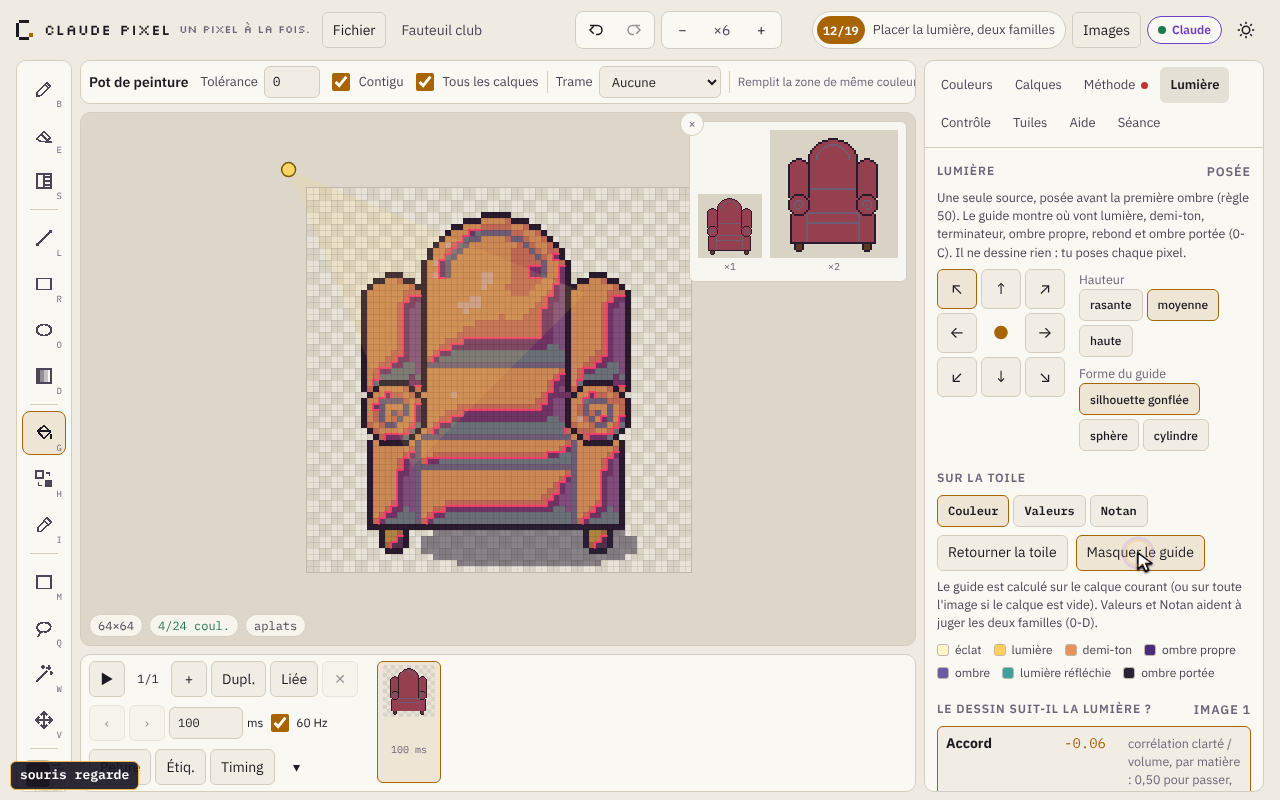 CLAUDE PIXEL UN PIXEL À LA FOIS. Fichier Fauteuil club − ×6 + 12/19 Placer la lumière, deux familles Images Claude
Pot de peinture Tolérance 0 Contigu Tous les calques Trame Aucune Remplit la zone de même couleur
B
E
S
L
R
O
D
G
H
I
M
Q
W
V
×
×1
×2
64×64 4/24 coul. aplats
1/1 + Dupl. Liée ×
‹ › 100 ms 60 Hz
Étiq. Timing ▼
100 ms
souris regarde
Couleurs Calques Méthode Lumière
Contrôle Tuiles Aide Séance
LUMIÈRE POSÉE
Une seule source, posée avant la première ombre (règle
50). Le guide montre où vont lumière, demi-ton,
terminateur, ombre propre, rebond et ombre portée (0-
C). Il ne dessine rien : tu poses chaque pixel.
↖ ↑ ↗
← →
↙ ↓ ↘
Hauteur
rasante moyenne
haute
Forme du guide
silhouette gonflée
sphère cylindre
SUR LA TOILE
Couleur Valeurs Notan
Retourner la toile Masquer le guide
Le guide est calculé sur le calque courant (ou sur toute
l'image si le calque est vide). Valeurs et Notan aident à
juger les deux familles (0-D).
éclat lumière demi-ton ombre propre
ombre lumière réfléchie ombre portée
LE DESSIN SUIT-IL LA LUMIÈRE ? IMAGE 1
Accord -0.06 corrélation clarté /
volume, par matière
: 0,50 pour passer,